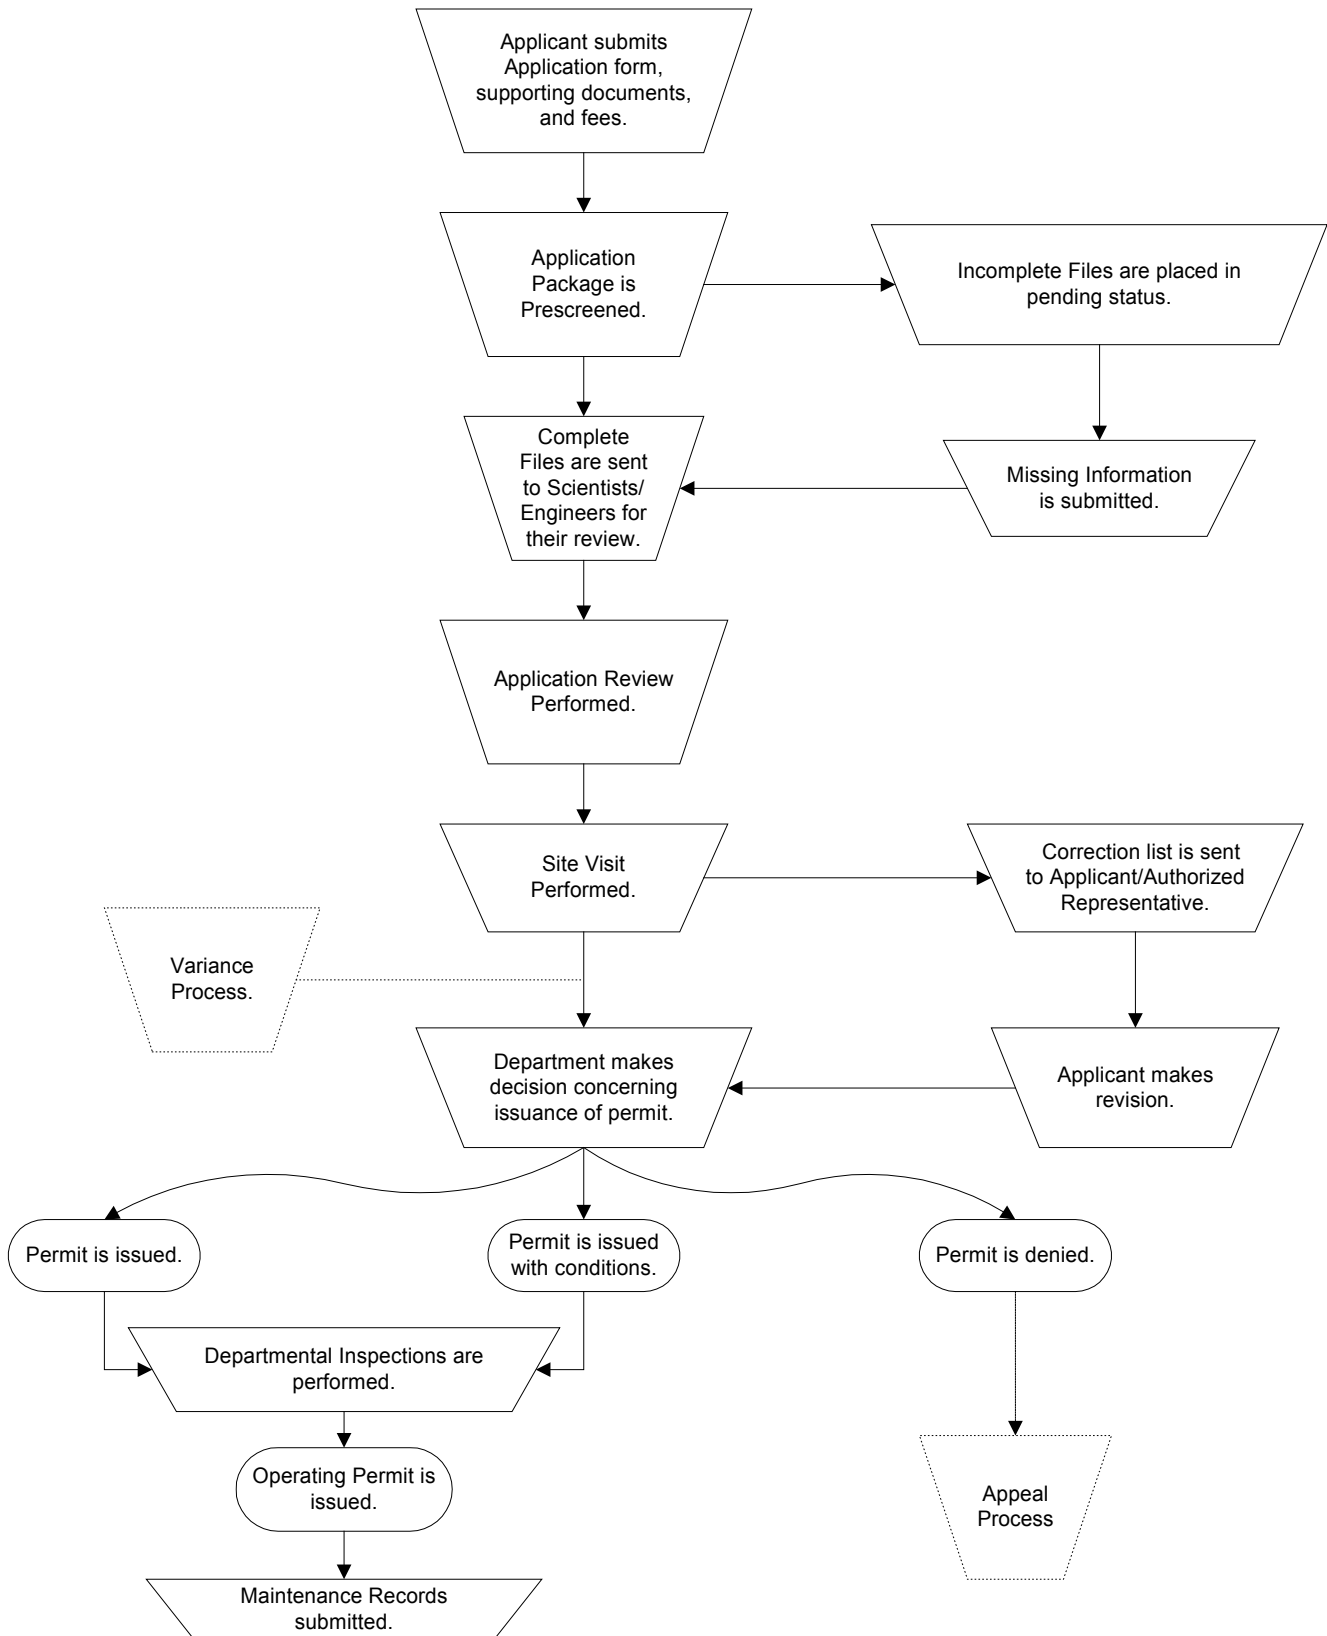 Applicant submits
Application form,
supporting documents,
and fees.
Application
Package is
Prescreened.
Incomplete Files are placed in
pending status.
Complete
Files are sent
to Scientists/
Engineers for
their review.
Missing Information
is submitted.
Application Review
Performed.
Site Visit
Performed.
Correction list is sent
to Applicant/Authorized
Representative.
Variance
Process.
Department makes
decision concerning
issuance of permit.
Applicant makes
revision.
Permit is issued.
Permit is issued
with conditions.
Permit is denied.
Departmental Inspections are
performed.
Operating Permit is
issued.
Appeal
Process
Maintenance Records
submitted.